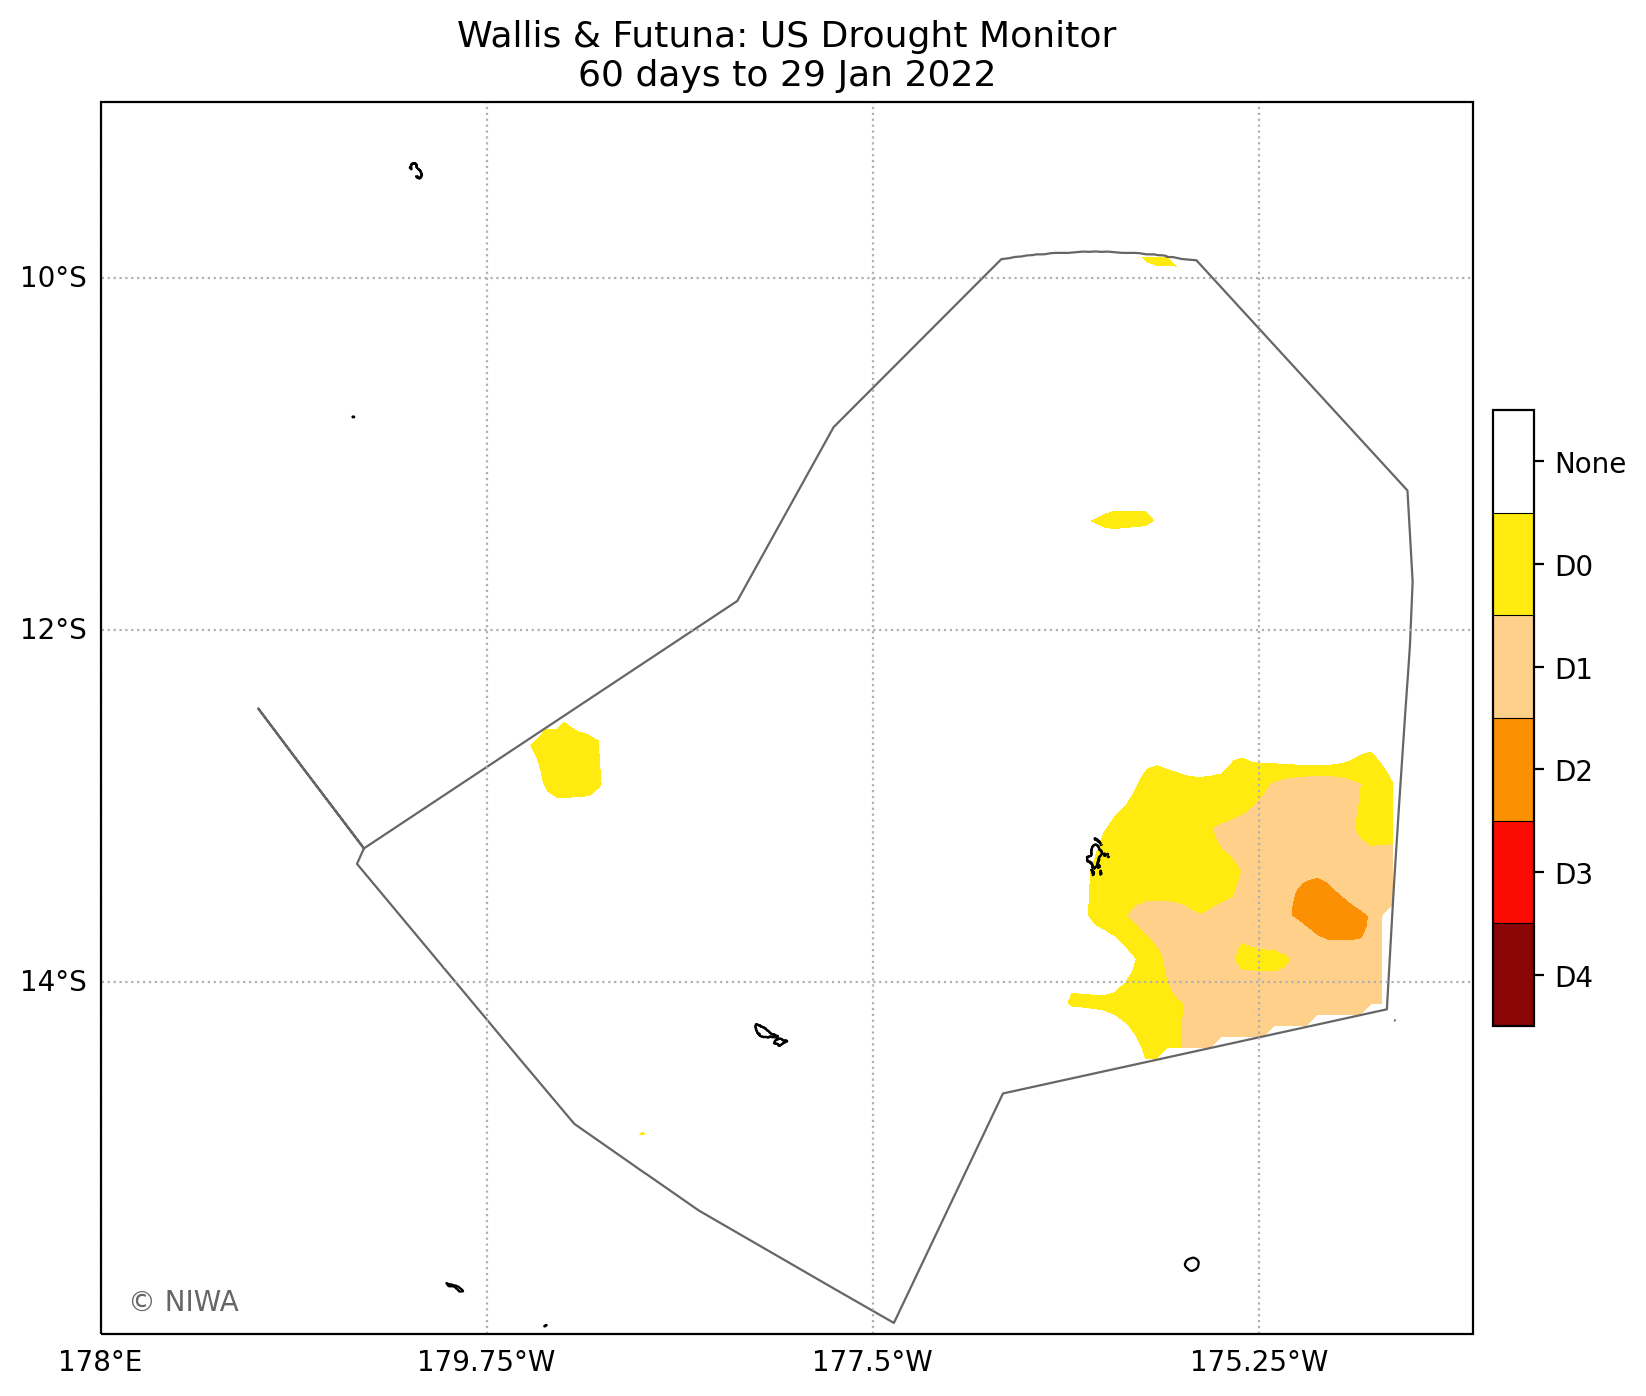 Wallis & Futuna: US Drought Monitor
60 days to 29 Jan 2022
10°S
12°S
14°S
178°E
179.75°W
177.5°W
175.25°W
None
D0
D1
D2
D3
D4
© NIWA